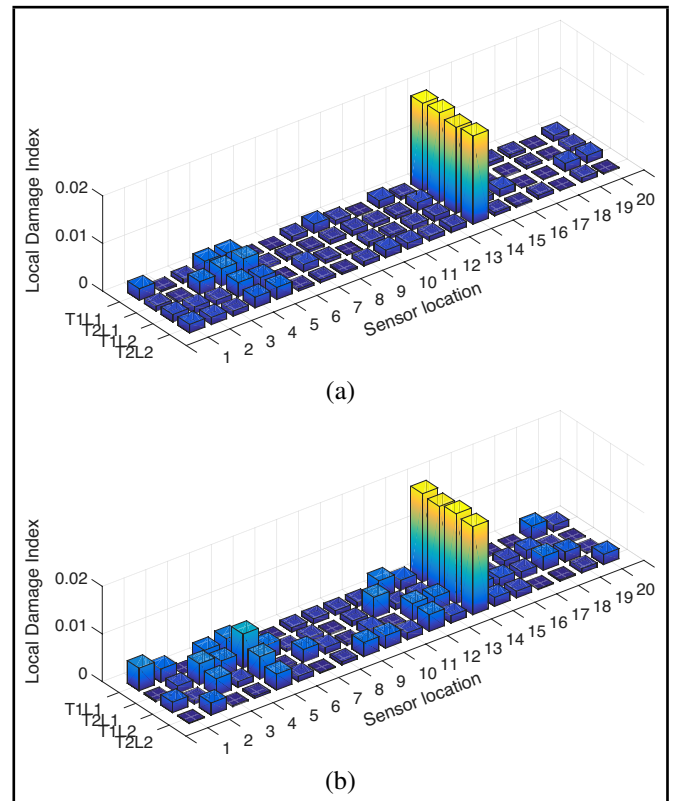 Local Damage Index
0.02
0.01
0
T1L1
T2L1
T1L2
T2L2
1 2 3 4 5 6 7 8 9 10 11 12 13 14 15 16 17 18 19 20
Sensor location
(a)
Local Damage Index
0.02
0.01
0
T1L1
T2L1
T1L2
T2L2
1 2 3 4 5 6 7 8 9 10 11 12 13 14 15 16 17 18 19 20
Sensor location
(b)